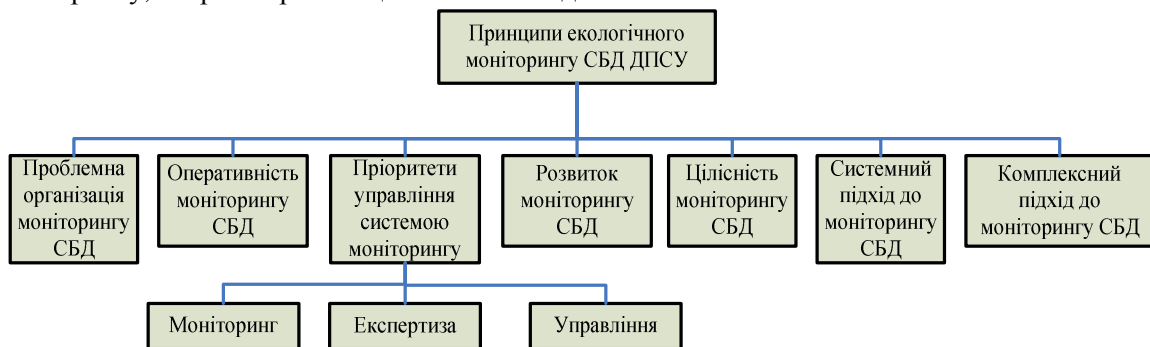 Принципи екологічного
моніторингу СБД ДПСУ
Проблемна
організація
моніторингу
СБД
Оперативність
моніторингу
СБД
Пріоритети
управління
системою
моніторингу
Розвиток
моніторингу
СБД
Цілісність
моніторингу
СБД
Системний
підхід до
моніторингу
СБД
Комплексний
підхід до
моніторингу СБД
Моніторинг
Експертиза
Управління